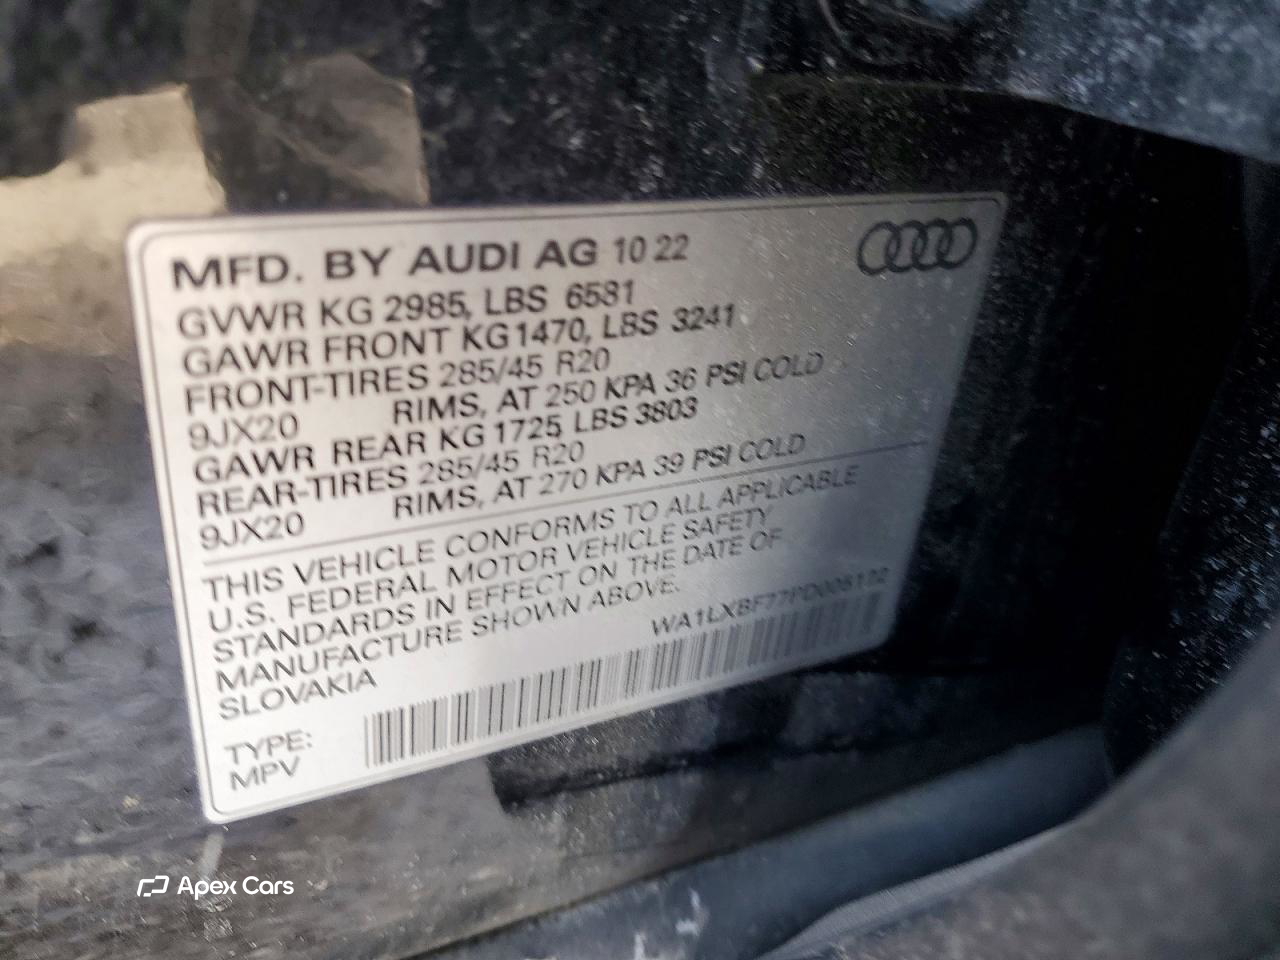 MFD. BY AUDI AG 10 22
GVWR KG 2985, LBS 6581
GAWR FRONT KG 1470, LBS 3241
FRONT-TIRES 285/45 R20
9JX20 RIMS, AT 250 KPA 36 PSI COLD
GAWR REAR KG 1725 LBS 3803
REAR-TIRES 285/45 R20
9JX20 RIMS, AT 270 KPA 39 PSI COLD
THIS VEHICLE CONFORMS TO ALL APPLICABLE
U.S. FEDERAL MOTOR VEHICLE SAFETY
STANDARDS IN EFFECT ON THE DATE OF
MANUFACTURE SHOWN ABOVE.
SLOVAKIA
TYPE:
MPV
Apex Cars